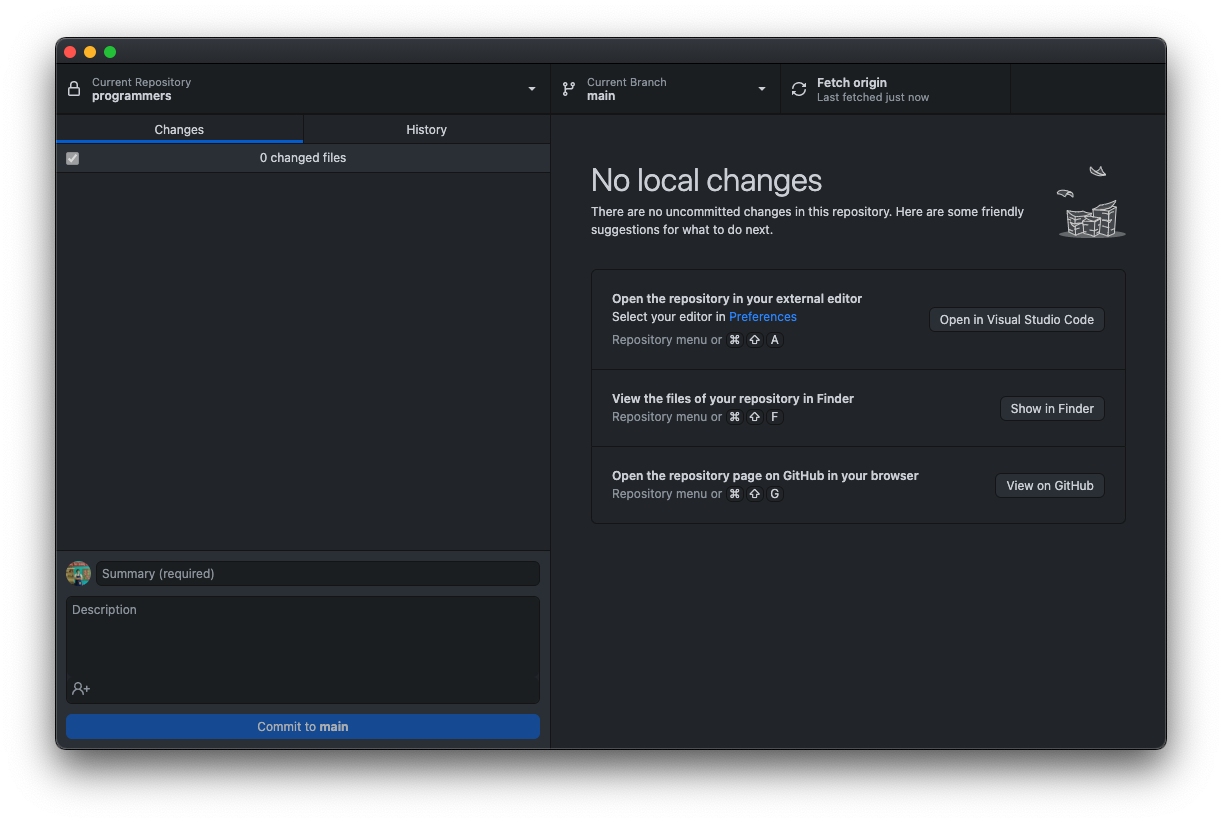 Current Repository
programmers
Current Branch
main
Fetch origin
Last fetched just now
Changes
History
0 changed files
No local changes
There are no uncommitted changes in this repository. Here are some friendly
suggestions for what to do next.
Open the repository in your external editor
Select your editor in Preferences
Repository menu or ⌘ ⇧ A
Open in Visual Studio Code
View the files of your repository in Finder
Repository menu or ⌘ ⇧ F
Show in Finder
Open the repository page on GitHub in your browser
Repository menu or ⌘ ⇧ G
View on GitHub
Summary (required)
Description
Commit to main